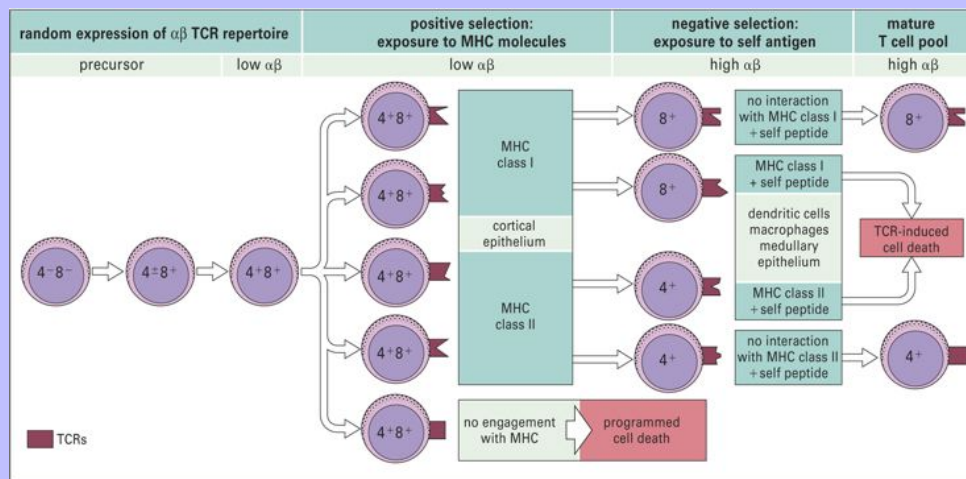 random expression of αβ TCR repertoire
positive selection:
exposure to MHC molecules
negative selection:
exposure to self antigen
mature
T cell pool
precursor
low αβ
low αβ
high αβ
high αβ
4⁻8⁻
4±8⁺
4⁺8⁺
4⁺8⁺
4⁺8⁺
4⁺8⁺
4⁺8⁺
4⁺8⁺
MHC
class I
cortical
epithelium
MHC
class II
no engagement
with MHC
programmed
cell death
8⁺
8⁺
4⁺
4⁺
no interaction
with MHC class I
+ self peptide
MHC class I
+ self peptide
dendritic cells
macrophages
medullary
epithelium
MHC class II
+ self peptide
no interaction
with MHC class II
+ self peptide
8⁺
TCR-induced
cell death
4⁺
TCRs